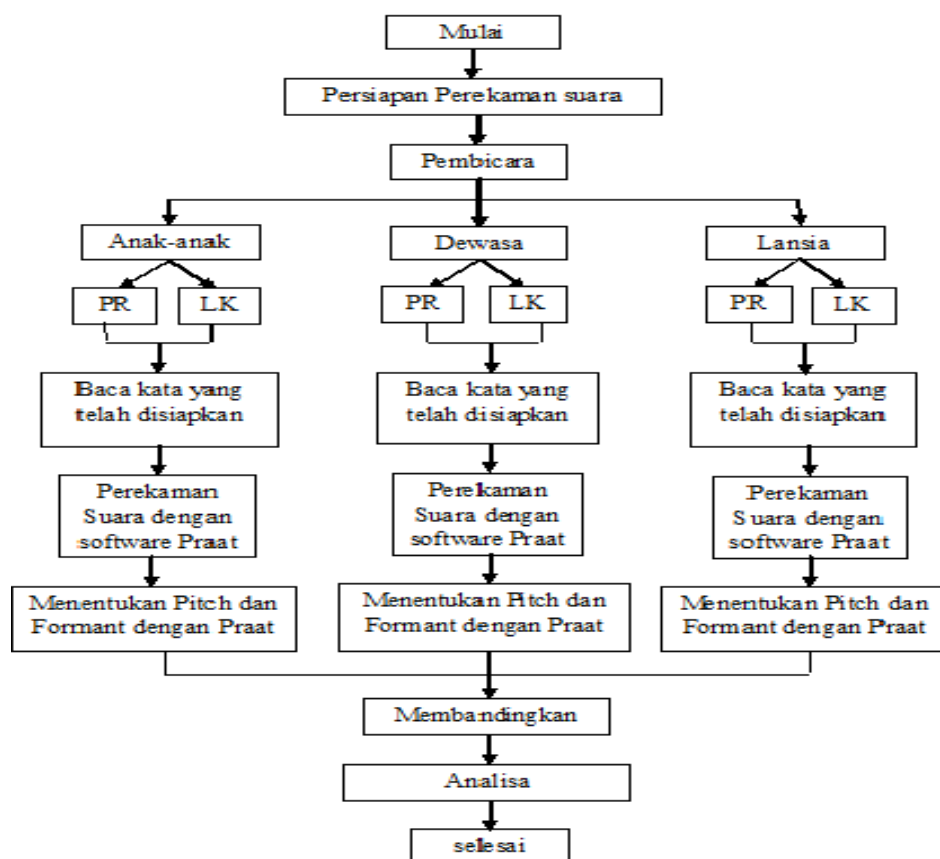 Mulai
Persiapan Perekaman suara
Pembicara
Anak-anak
Dewasa
Lansia
PR
LK
PR
LK
PR
LK
Baca kata yang
telah disiapkan
Baca kata yang
telah disiapkan
Baca kata yang
telah disiapkan
Perekaman
Suara dengan
software Praat
Perekaman
Suara dengan
software Praat
Perekaman
Suara dengan
software Praat
Menentukan Pitch dan
Formant dengan Praat
Menentukan Pitch dan
Formant dengan Praat
Menentukan Pitch dan
Formant dengan Praat
Membandingkan
Analisa
selesai